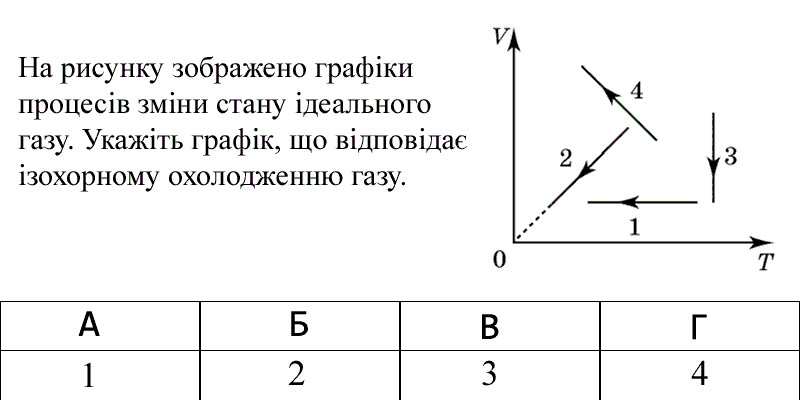 На рисунку зображено графіки
процесів зміни стану ідеального
газу. Укажіть графік, що відповідає
ізохорному охолодженню газу.
V
4
2
3
1
0
T
А Б В Г
1 2 3 4